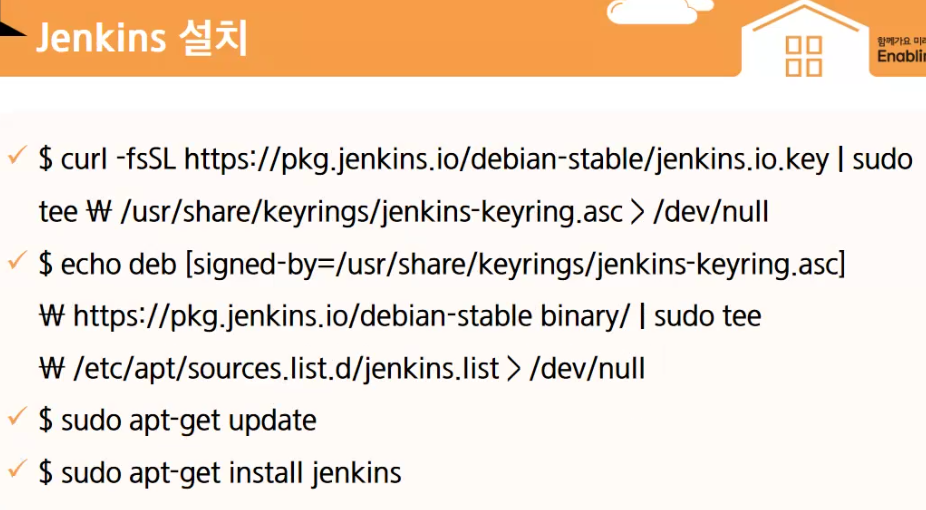 Jenkins 설치
함께가요 미래
Enablin
✓ $ curl -fsSL https://pkg.jenkins.io/debian-stable/jenkins.io.key | sudo
tee ₩ /usr/share/keyrings/jenkins-keyring.asc > /dev/null
✓ $ echo deb [signed-by=/usr/share/keyrings/jenkins-keyring.asc]
₩ https://pkg.jenkins.io/debian-stable binary/ | sudo tee
₩ /etc/apt/sources.list.d/jenkins.list > /dev/null
✓ $ sudo apt-get update
✓ $ sudo apt-get install jenkins